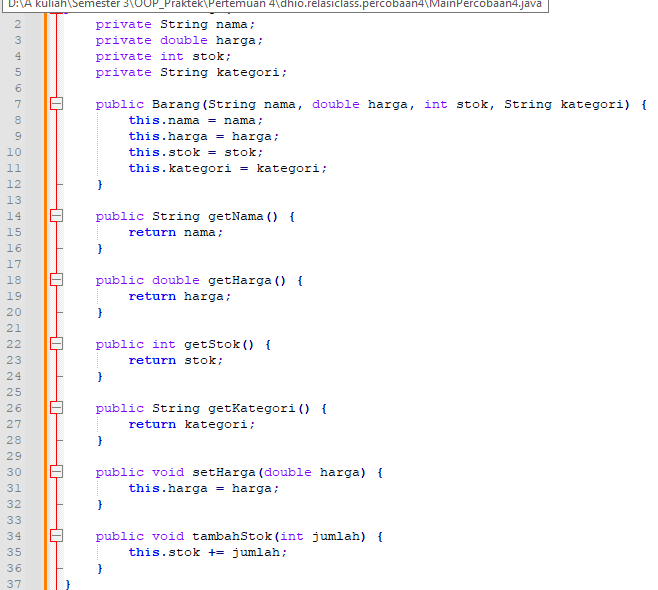 D:\A kuliah\Semester 3\OOP_Praktek\Pertemuan 4\dhio.relasiclass.percobaan4\MainPercobaan4.java
2 private String nama;
3 private double harga;
4 private int stok;
5 private String kategori;
6
7 public Barang(String nama, double harga, int stok, String kategori) {
8 this.nama = nama;
9 this.harga = harga;
10 this.stok = stok;
11 this.kategori = kategori;
12 }
13
14 public String getNama() {
15 return nama;
16 }
17
18 public double getHarga() {
19 return harga;
20 }
21
22 public int getStok() {
23 return stok;
24 }
25
26 public String getKategori() {
27 return kategori;
28 }
29
30 public void setHarga(double harga) {
31 this.harga = harga;
32 }
33
34 public void tambahStok(int jumlah) {
35 this.stok += jumlah;
36 }
37 }